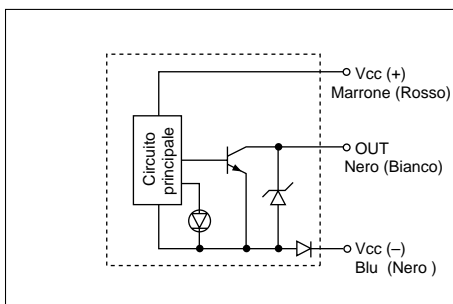 Vcc (+)
Marrone (Rosso)
Circuito
principale
OUT
Nero (Bianco)
Vcc (–)
Blu (Nero )